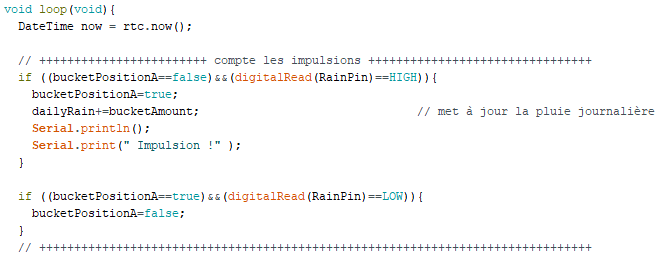 void loop(void){
DateTime now = rtc.now();
// ++++++++++++++++++++++++ compte les impulsions ++++++++++++++++++++++++++++++++
if ((bucketPositionA==false)&&(digitalRead(RainPin)==HIGH)){
bucketPositionA=true;
dailyRain+=bucketAmount; // met à jour la pluie journalière
Serial.println();
Serial.print(" Impulsion !" );
}
if ((bucketPositionA==true)&&(digitalRead(RainPin)==LOW)){
bucketPositionA=false;
}
// +++++++++++++++++++++++++++++++++++++++++++++++++++++++++++++++++++++++++++++++